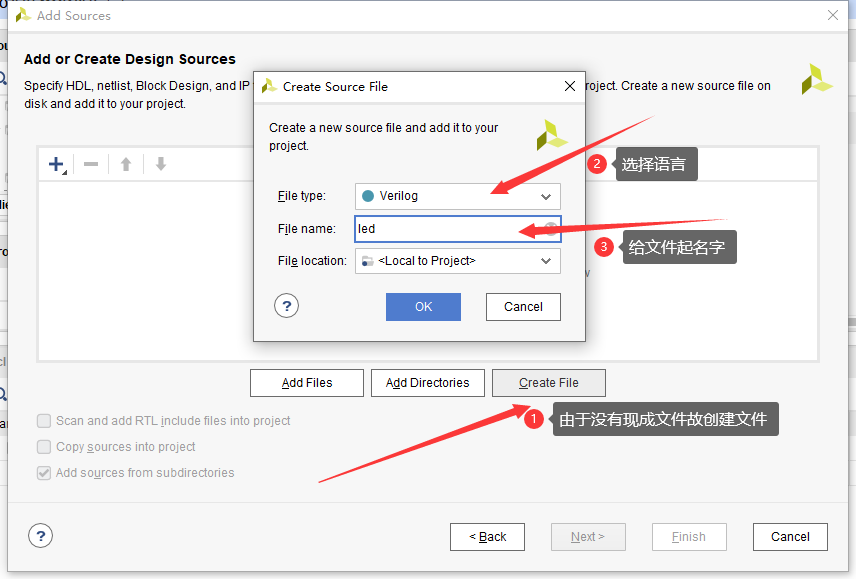 Add Sources
Add or Create Design Sources
Specify HDL, netlist, Block Design, and IP
roject. Create a new source file on
disk and add it to your project.
Create Source File
Create a new source file and add it to your
project.
File type:
Verilog
2
选择语言
File name:
led
3
给文件起名字
File location:
<Local to Project>
?
OK
Cancel
Add Files
Add Directories
Create File
1
由于没有现成文件故创建文件
Scan and add RTL include files into project
Copy sources into project
Add sources from subdirectories
?
< Back
Next >
Finish
Cancel